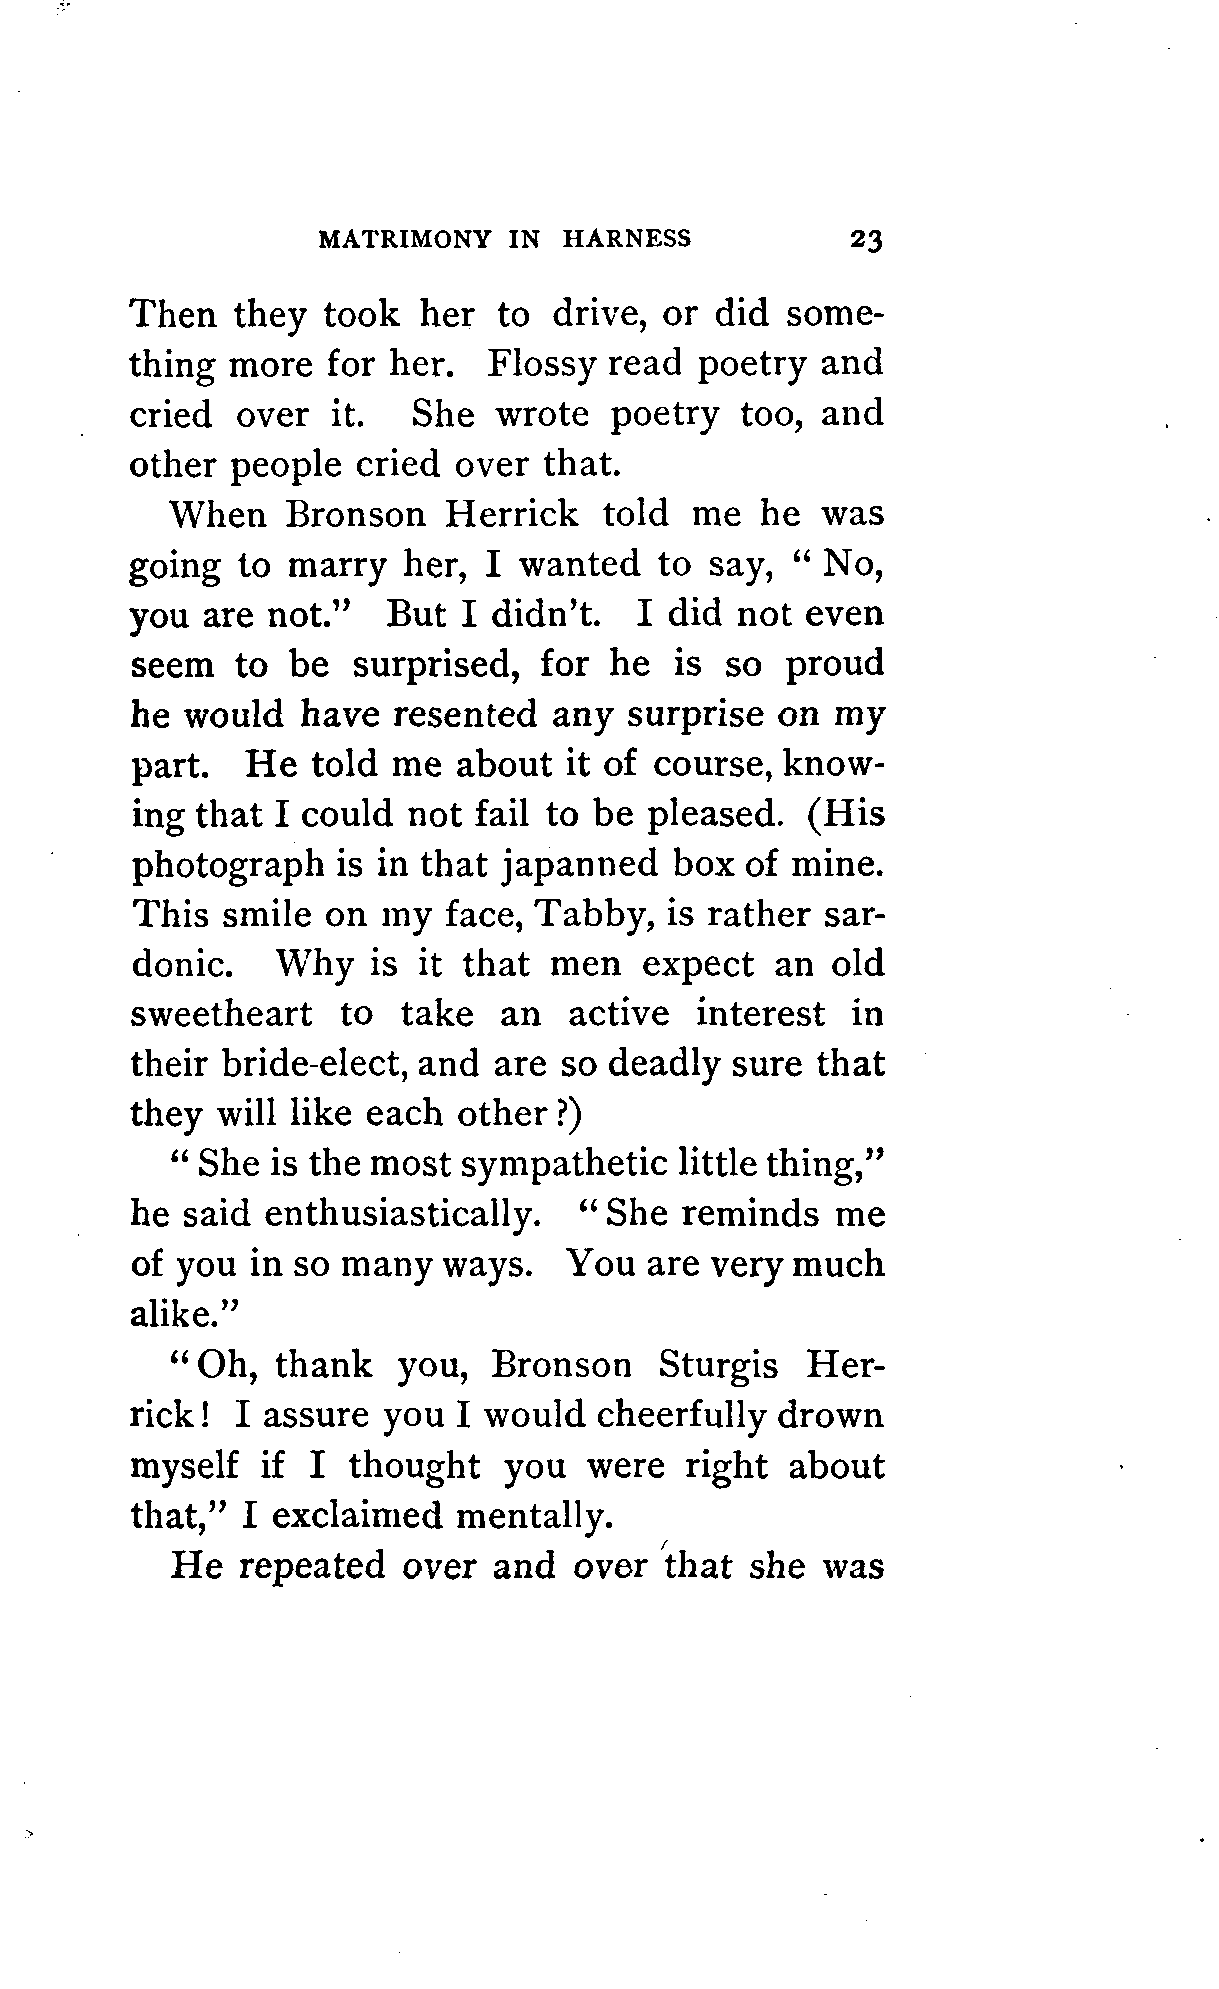 MATRIMONY IN HARNESS 23
Then they took her to drive, or did some-
thing more for her. Flossy read poetry and
cried over it. She wrote poetry too, and
other people cried over that.
When Bronson Herrick told me he was
going to marry her, I wanted to say, “ No,
you are not.” But I didn’t. I did not even
seem to be surprised, for he is so proud
he would have resented any surprise on my
part. He told me about it of course, know-
ing that I could not fail to be pleased. (His
photograph is in that japanned box of mine.
This smile on my face, Tabby, is rather sar-
donic. Why is it that men expect an old
sweetheart to take an active interest in
their bride-elect, and are so deadly sure that
they will like each other ?)
“ She is the most sympathetic little thing,”
he said enthusiastically. “ She reminds me
of you in so many ways. You are very much
alike.”
“ Oh, thank you, Bronson Sturgis Her-
rick ! I assure you I would cheerfully drown
myself if I thought you were right about
that,” I exclaimed mentally.
He repeated over and over that she was